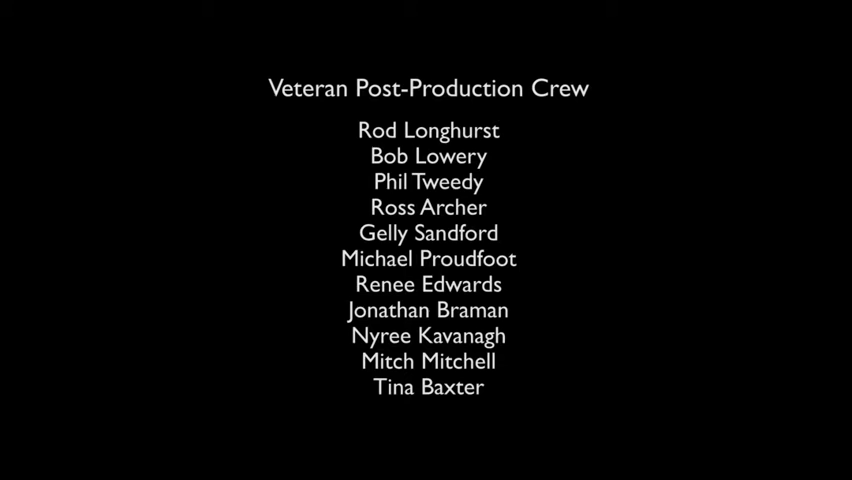 Veteran Post-Production Crew
Rod Longhurst
Bob Lowery
Phil Tweedy
Ross Archer
Gelly Sandford
Michael Proudfoot
Renee Edwards
Jonathan Braman
Nyree Kavanagh
Mitch Mitchell
Tina Baxter